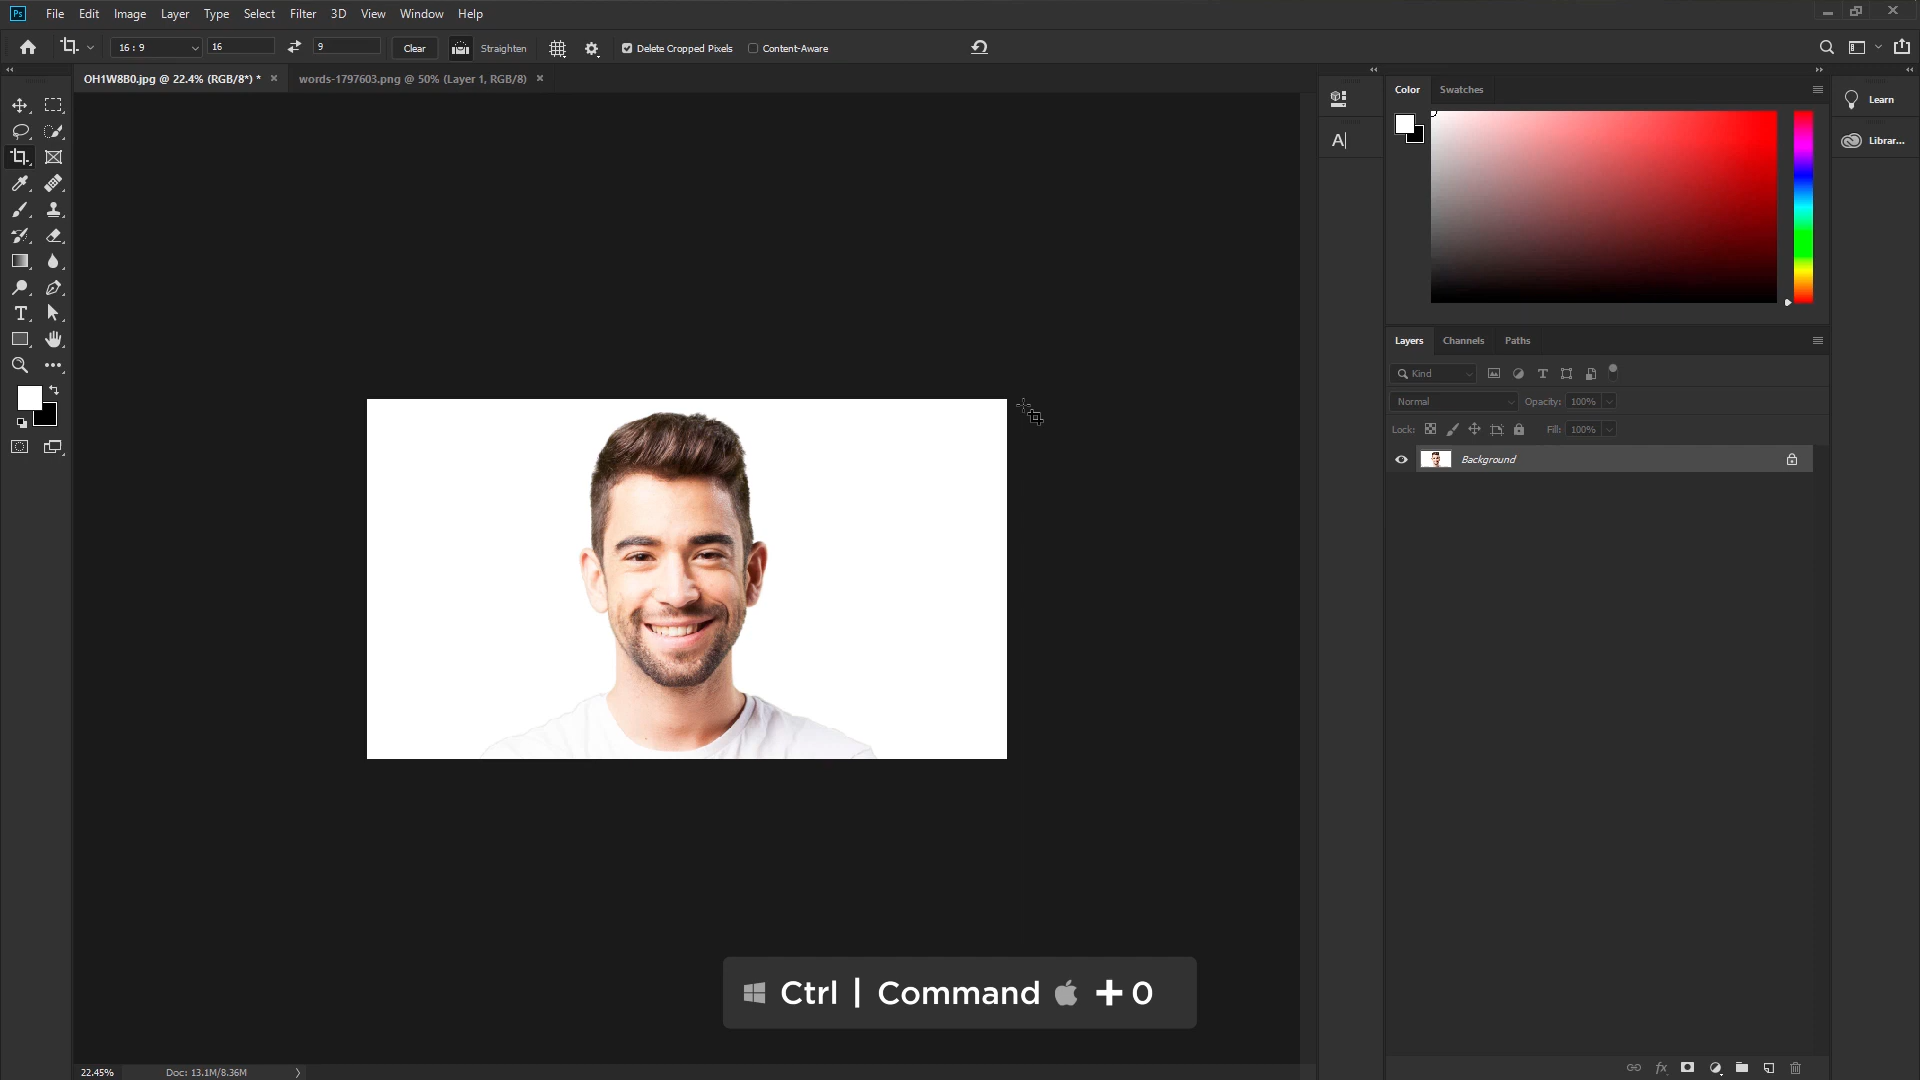 Ps File Edit Image Layer Type Select Filter 3D View Window Help
16 : 9 16 9 Clear Straighten Delete Cropped Pixels Content-Aware
OH1W8B0.jpg @ 22.4% (RGB/8*) * × words-1797603.png @ 50% (Layer 1, RGB/8) ×
Color Swatches
Learn
A|
Librar...
Layers Channels Paths
Kind
Normal Opacity: 100%
Lock: Fill: 100%
Background
Ctrl | Command + 0
22.45% Doc: 13.1M/8.36M
fx